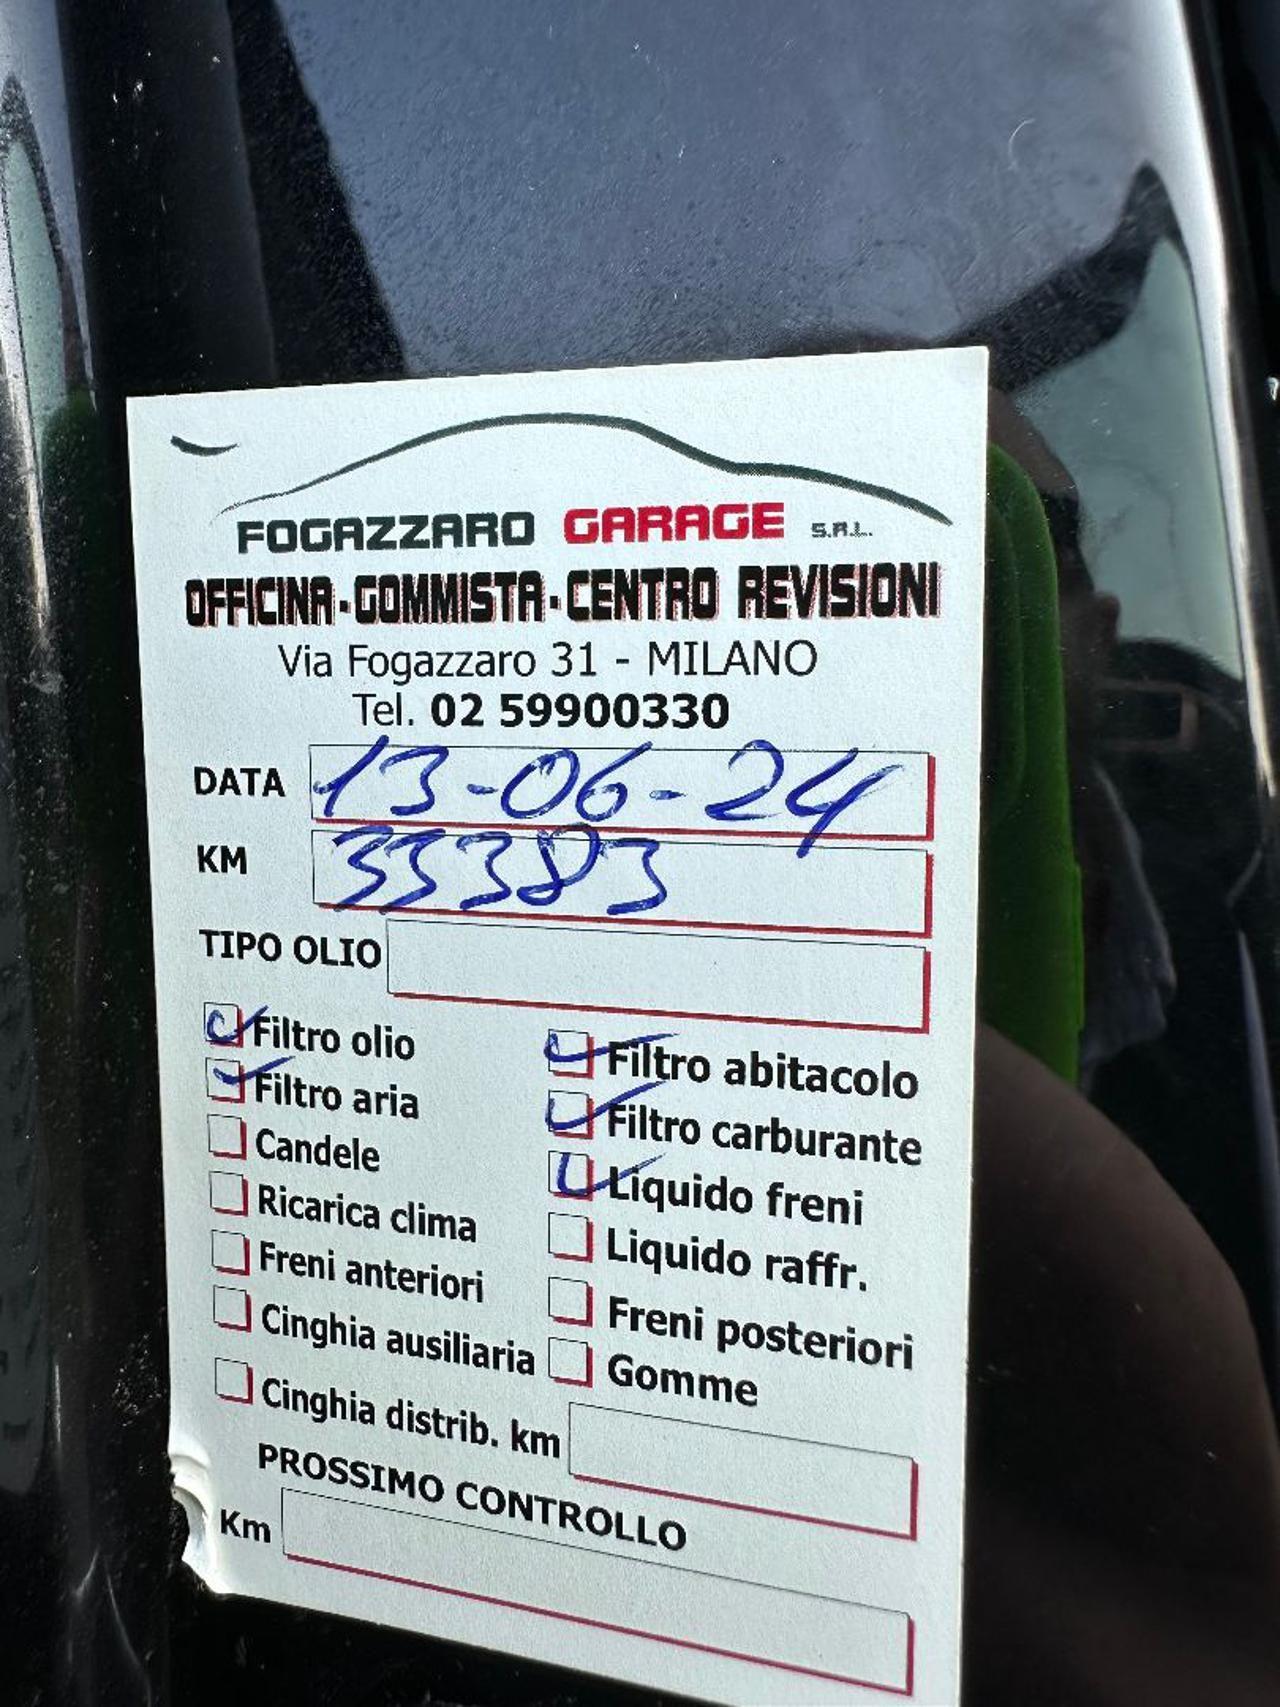 FOGAZZARO GARAGE S.R.L.
OFFICINA-GOMMISTA-CENTRO REVISIONI
Via Fogazzaro 31 - MILANO
Tel. 02 59900330
DATA 13-06-24
KM 33383
TIPO OLIO
Filtro olio
Filtro abitacolo
Filtro aria
Filtro carburante
Candele
Liquido freni
Ricarica clima
Liquido raffr.
Freni anteriori
Freni posteriori
Cinghia ausiliaria
Gomme
Cinghia distrib. km
PROSSIMO CONTROLLO
Km